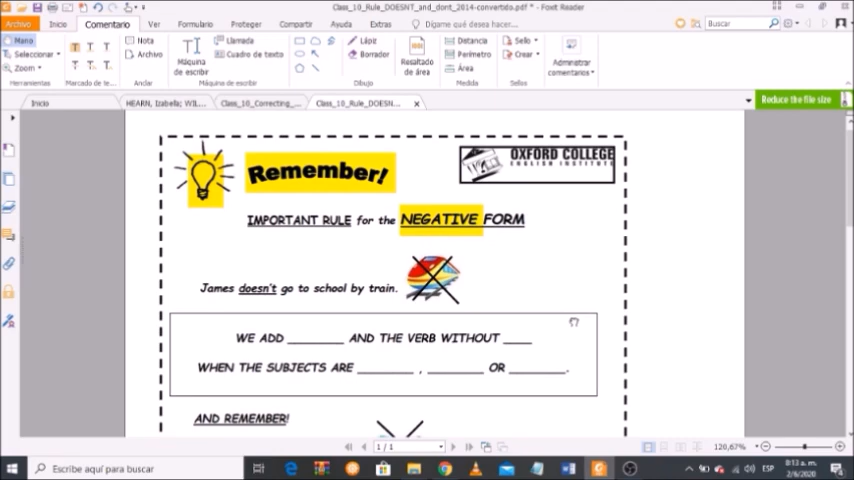 Class_10_Rule_DOESNT_and_dont_2014-convertido.pdf * - Foxit Reader
Archivo Inicio Comentario Ver Formulario Proteger Compartir Ayuda Extras Dígame qué desea hacer... Buscar
Mano
Seleccionar
Zoom
Herramientas
Marcado de te...
Nota
Archivo
Andar
Máquina de escribir
Llamada
Cuadro de texto
Máquina de escribir
Lápiz
Borrador
Dibujo
Resaltado de área
Distancia
Perímetro
Área
Medida
Sello
Crear
Sellos
Administrar comentarios
Inicio HEARN, Izabella; WIL... Class_10_Correcting_... Class_10_Rule_DOESN... Reduce the file size
Remember!
OXFORD COLLEGE
ENGLISH INSTITUTE
IMPORTANT RULE for the NEGATIVE FORM
James doesn't go to school by train.
WE ADD _______ AND THE VERB WITHOUT ____
WHEN THE SUBJECTS ARE ________ , ________ OR ________.
AND REMEMBER!
1 / 1
120,67%
Escribe aquí para buscar
ESP
8:13 a. m.
2/6/2020